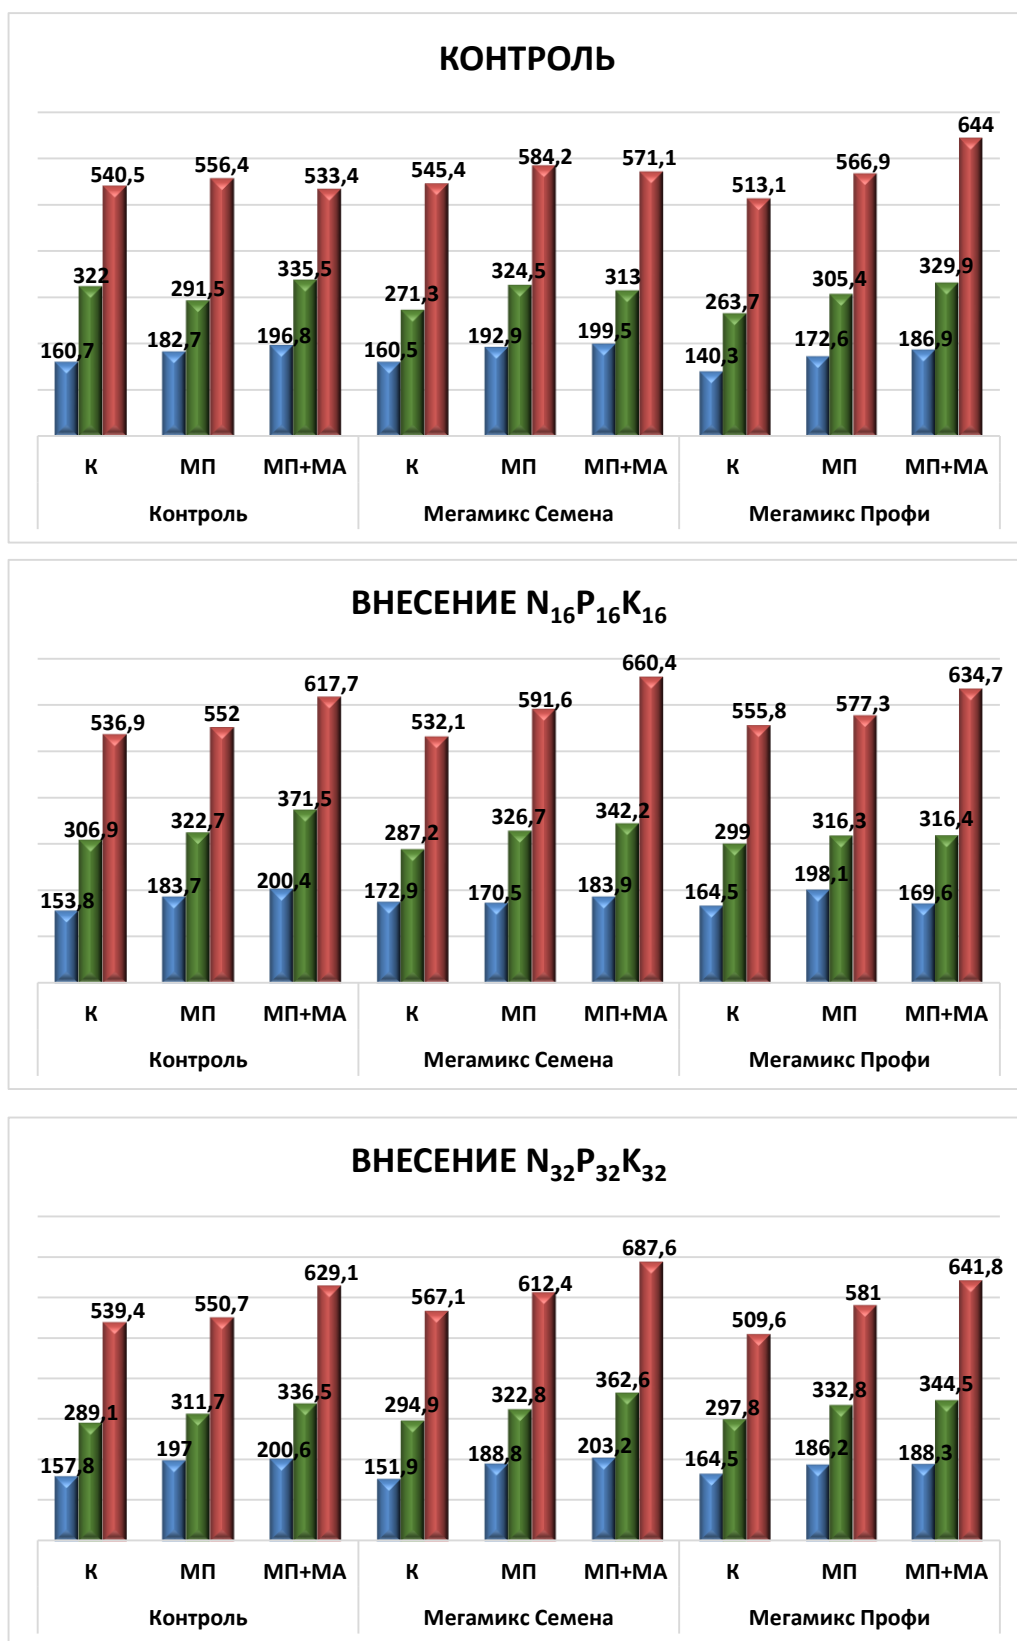 КОНТРОЛЬ
160,7 322 540,5 182,7 291,5 556,4 196,8 335,5 533,4 160,5 271,3 545,4 192,9 324,5 584,2 199,5 313 571,1 140,3 263,7 513,1 172,6 305,4 566,9 186,9 329,9 644
К МП МП+МА К МП МП+МА К МП МП+МА
Контроль Мегамикс Семена Мегамикс Профи
ВНЕСЕНИЕ N16P16K16
153,8 306,9 536,9 183,7 322,7 552 200,4 371,5 617,7 172,9 287,2 532,1 170,5 326,7 591,6 183,9 342,2 660,4 164,5 299 555,8 198,1 316,3 577,3 169,6 316,4 634,7
К МП МП+МА К МП МП+МА К МП МП+МА
Контроль Мегамикс Семена Мегамикс Профи
ВНЕСЕНИЕ N32P32K32
157,8 289,1 539,4 197 311,7 550,7 200,6 336,5 629,1 151,9 294,9 567,1 188,8 322,8 612,4 203,2 362,6 687,6 164,5 297,8 509,6 186,2 332,8 581 188,3 344,5 641,8
К МП МП+МА К МП МП+МА К МП МП+МА
Контроль Мегамикс Семена Мегамикс Профи